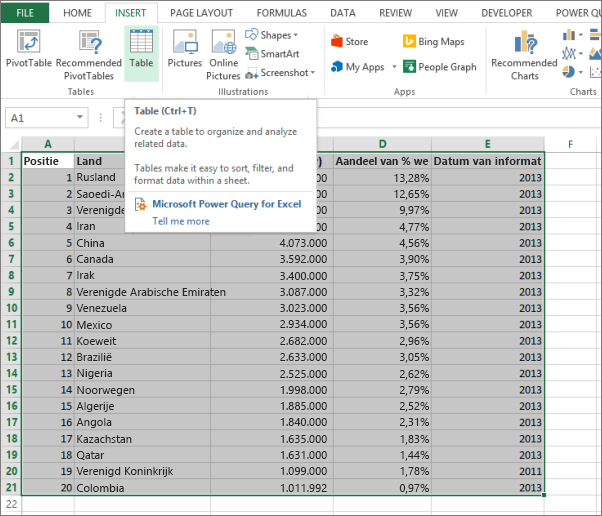 FILE HOME INSERT PAGE LAYOUT FORMULAS DATA REVIEW VIEW DEVELOPER POWER QU
PivotTable Recommended PivotTables Table
Tables
Pictures Online Pictures Shapes SmartArt Screenshot
Illustrations
Store My Apps Bing Maps People Graph
Apps
Recommended Charts
Charts
A1
Table (Ctrl+T)
Create a table to organize and analyze
related data.
Tables make it easy to sort, filter, and
format data within a sheet.
Microsoft Power Query for Excel
Tell me more
A D E F
1 Positie Land ) Aandeel van % we Datum van informat
2 1 Rusland 00 13,28% 2013
3 2 Saoedi-Ar 00 12,65% 2013
4 3 Verenigde 00 9,97% 2013
5 4 Iran 00 4,77% 2013
6 5 China 4.073.000 4,56% 2013
7 6 Canada 3.592.000 3,90% 2013
8 7 Irak 3.400.000 3,75% 2013
9 8 Verenigde Arabische Emiraten 3.087.000 3,32% 2013
10 9 Venezuela 3.023.000 3,56% 2013
11 10 Mexico 2.934.000 3,56% 2013
12 11 Koeweit 2.682.000 2,96% 2013
13 12 Brazilië 2.633.000 3,05% 2013
14 13 Nigeria 2.525.000 2,62% 2013
15 14 Noorwegen 1.998.000 2,79% 2013
16 15 Algerije 1.885.000 2,52% 2013
17 16 Angola 1.840.000 2,31% 2013
18 17 Kazachstan 1.635.000 1,83% 2013
19 18 Qatar 1.631.000 1,44% 2013
20 19 Verenigd Koninkrijk 1.099.000 1,78% 2011
21 20 Colombia 1.011.992 0,97% 2013
22